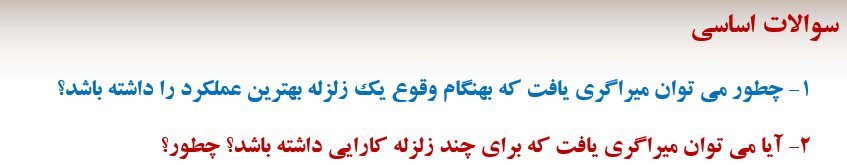 سوالات اساسی
۱- چطور می توان میراگری یافت که بهنگام وقوع یک زلزله بهترین عملکرد را داشته باشد؟
۲- آیا می توان میراگری یافت که برای چند زلزله کارایی داشته باشد؟ چطور؟